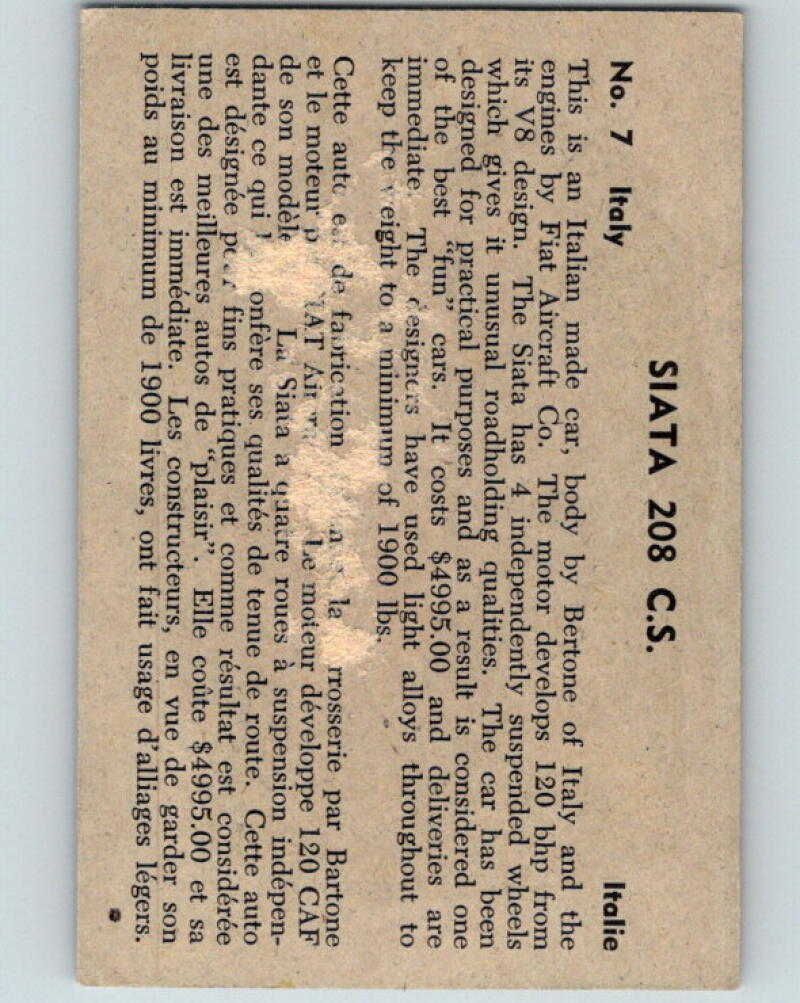 SIATA 208 C.S.
No. 7 Italy Italie
This is an Italian made car, body by Bertone of Italy and the
engines by Fiat Aircraft Co. The motor develops 120 bhp from
its V8 design. The Siata has 4 independently suspended wheels
which gives it unusual roadholding qualities. The car has been
designed for practical purposes and as a result is considered one
of the best "fun" cars. It costs $4995.00 and deliveries are
immediate. The designers have used light alloys throughout to
keep the weight to a minimum of 1900 lbs.
Cette auto de fabrication la par Bartone
et le moteur Le moteur développe 120 CAF
de son modèle La Siata a quatre roues à suspension indépen-
dante ce qui ses qualités de tenue de route. Cette auto
est désignée fins pratiques et comme résultat est considérée
une des meilleures autos de "plaisir". Elle coûte $4995.00 et sa
livraison est immédiate. Les constructeurs, en vue de garder son
poids au minimum de 1900 livres, ont fait usage d'alliages légers.